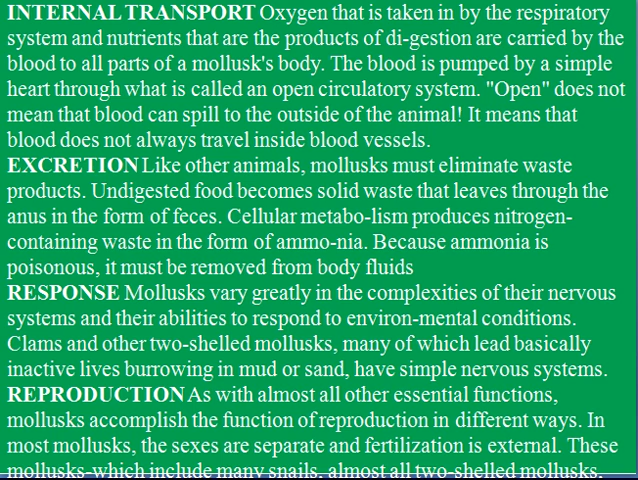 INTERNAL TRANSPORT Oxygen that is taken in by the respiratory
system and nutrients that are the products of di-gestion are carried by the
blood to all parts of a mollusk's body. The blood is pumped by a simple
heart through what is called an open circulatory system. "Open" does not
mean that blood can spill to the outside of the animal! It means that
blood does not always travel inside blood vessels.
EXCRETION Like other animals, mollusks must eliminate waste
products. Undigested food becomes solid waste that leaves through the
anus in the form of feces. Cellular metabo-lism produces nitrogen-
containing waste in the form of ammo-nia. Because ammonia is
poisonous, it must be removed from body fluids
RESPONSE Mollusks vary greatly in the complexities of their nervous
systems and their abilities to respond to environ-mental conditions.
Clams and other two-shelled mollusks, many of which lead basically
inactive lives burrowing in mud or sand, have simple nervous systems.
REPRODUCTION As with almost all other essential functions,
mollusks accomplish the function of reproduction in different ways. In
most mollusks, the sexes are separate and fertilization is external. These
mollusks-which include many snails, almost all two-shelled mollusks,